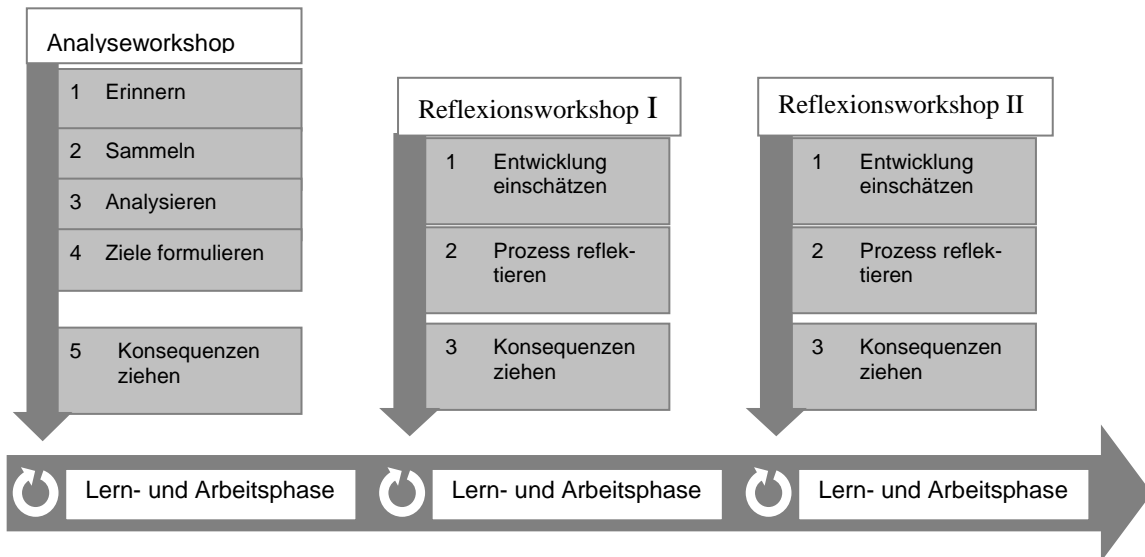 Analyseworkshop
1 Erinnern
2 Sammeln
3 Analysieren
4 Ziele formulieren
5 Konsequenzen
ziehen
Reflexionsworkshop I
1 Entwicklung
einschätzen
2 Prozess reflek-
tieren
3 Konsequenzen
ziehen
Reflexionsworkshop II
1 Entwicklung
einschätzen
2 Prozess reflek-
tieren
3 Konsequenzen
ziehen
Lern- und Arbeitsphase
Lern- und Arbeitsphase
Lern- und Arbeitsphase